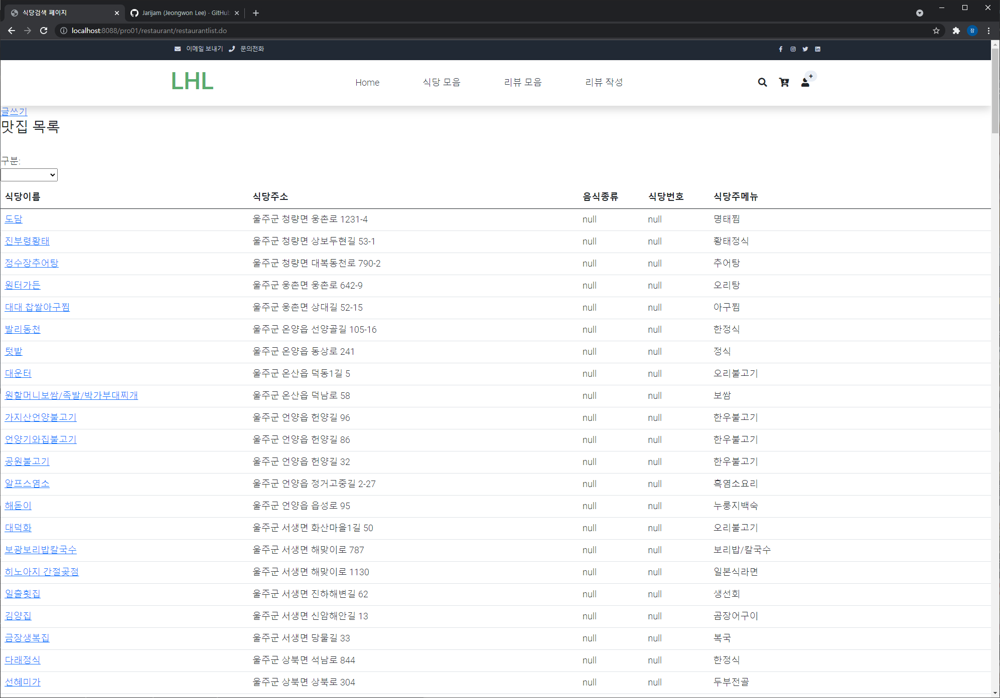 식당검색 페이지
Jarijam (Jeongwon Lee) · GitHub
localhost:8088/pro01/restaurant/restaurantlist.do
잠
이메일 보내기 문의전화
LHL Home 식당 모음 리뷰 모음 리뷰 작성 +
글쓰기
맛집 목록
구분:
식당이름 식당주소 음식종류 식당번호 식당주메뉴
도담 울주군 청량면 웅촌로 1231-4 null null 명태찜
진부령황태 울주군 청량면 상보두현길 53-1 null null 황태정식
정수장추어탕 울주군 청량면 대복동천로 790-2 null null 추어탕
원터가든 울주군 웅촌면 웅촌로 642-9 null null 오리탕
대대 찹쌀아구찜 울주군 웅촌면 상대길 52-15 null null 아구찜
발리동천 울주군 온양읍 선양골길 105-16 null null 한정식
텃밭 울주군 온양읍 동상로 241 null null 정식
대운터 울주군 온산읍 덕동1길 5 null null 오리불고기
원할머니보쌈/족발/박가부대찌개 울주군 온산읍 덕남로 58 null null 보쌈
가지산언양불고기 울주군 언양읍 헌양길 96 null null 한우불고기
언양기와집불고기 울주군 언양읍 헌양길 86 null null 한우불고기
공원불고기 울주군 언양읍 헌양길 32 null null 한우불고기
알프스염소 울주군 언양읍 정거고중길 2-27 null null 흑염소요리
해돋이 울주군 언양읍 읍성로 95 null null 누룽지백숙
대덕화 울주군 서생면 화산마을1길 50 null null 오리불고기
보광보리밥칼국수 울주군 서생면 해맞이로 787 null null 보리밥/칼국수
히노아지 간절곶점 울주군 서생면 해맞이로 1130 null null 일본식라면
일출횟집 울주군 서생면 진하해변길 62 null null 생선회
김양집 울주군 서생면 신암해안길 13 null null 곰장어구이
금장생복집 울주군 서생면 당물길 33 null null 복국
다래정식 울주군 상북면 석남로 844 null null 한정식
선혜미가 울주군 상북면 상북로 304 null null 두부전골